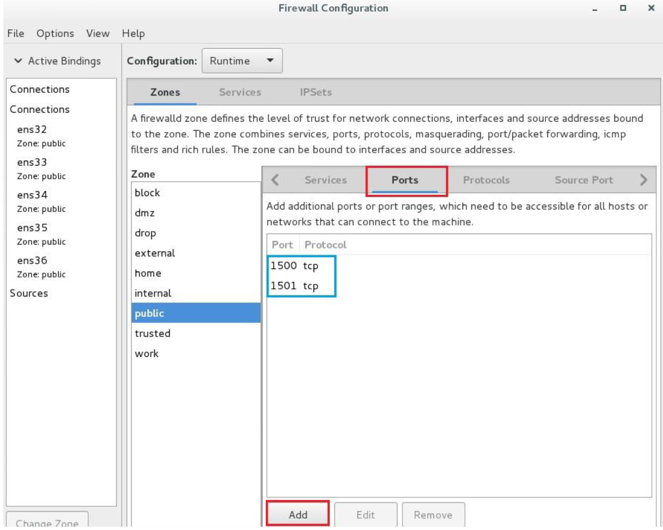 Firewall Configuration
File Options View Help
Active Bindings
Configuration: Runtime
Connections
Connections
ens32
Zone: public
ens33
Zone: public
ens34
Zone: public
ens35
Zone: public
ens36
Zone: public
Sources
Change Zone
Zones Services IPSets
A firewalld zone defines the level of trust for network connections, interfaces and source addresses bound
to the zone. The zone combines services, ports, protocols, masquerading, port/packet forwarding, icmp
filters and rich rules. The zone can be bound to interfaces and source addresses.
Zone
block
dmz
drop
external
home
internal
public
trusted
work
Services Ports Protocols Source Port
Add additional ports or port ranges, which need to be accessible for all hosts or
networks that can connect to the machine.
Port Protocol
1500 tcp
1501 tcp
Add Edit Remove